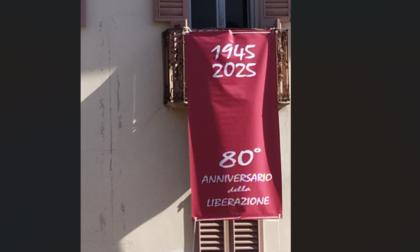 1945
2025
80°
ANNIVERSARIO
della
LIBERAZIONE